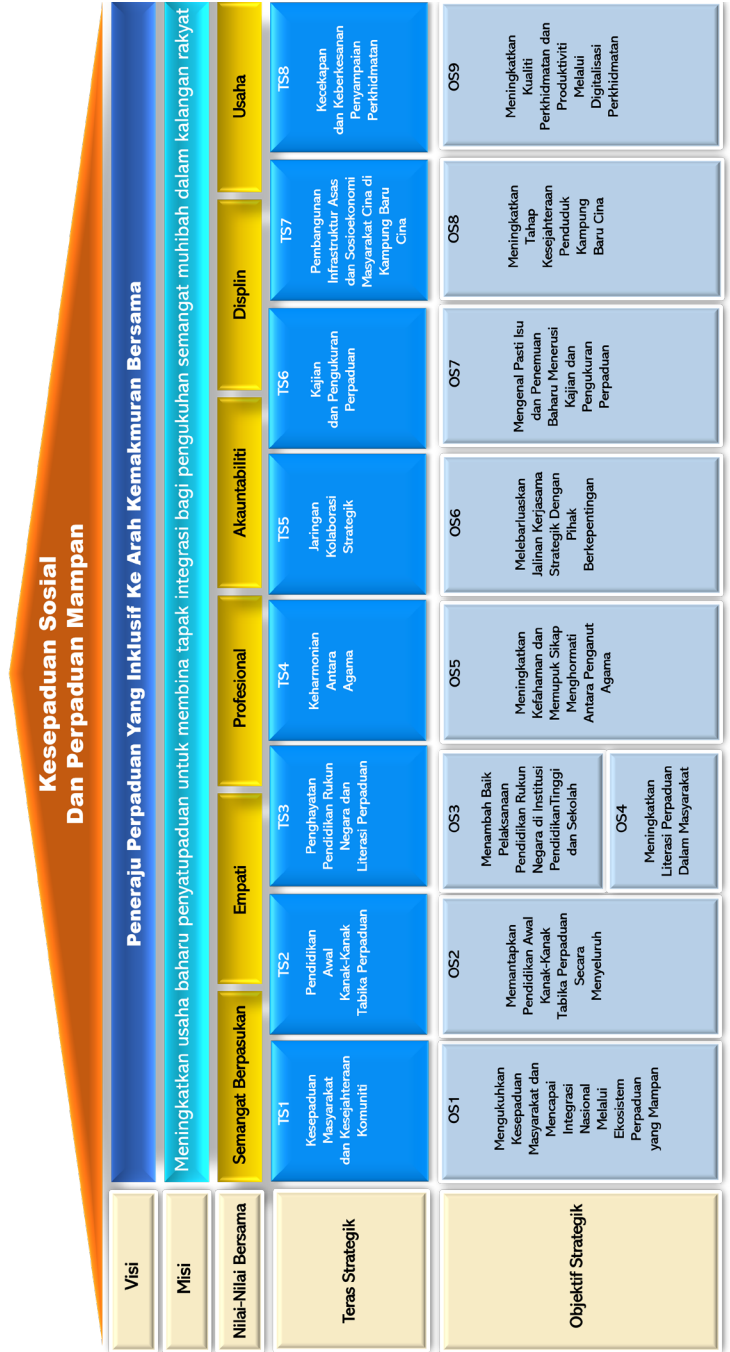 Kesepaduan Sosial
Dan Perpaduan Mampan
Visi
Peneraju Perpaduan Yang Inklusif Ke Arah Kemakmuran Bersama
Misi
Meningkatkan usaha baharu penyatupaduan untuk membina tapak integrasi bagi pengukuhan semangat muhibah dalam kalangan rakyat
Nilai-Nilai Bersama
Semangat Berpasukan
Empati
Profesional
Akauntabiliti
Displin
Usaha
Teras Strategik
TS1
Kesepaduan
Masyarakat
dan Kesejahteraan
Komuniti
TS2
Pendidikan
Awal
Kanak-Kanak
Tabika Perpaduan
TS3
Penghayatan
Pendidikan Rukun
Negara dan
Literasi Perpaduan
TS4
Keharmonian
Antara
Agama
TS5
Jaringan
Kolaborasi
Strategik
TS6
Kajian
dan Pengukuran
Perpaduan
TS7
Pembangunan
Infrastruktur Asas
dan Sosioekonomi
Masyarakat Cina di
Kampung Baru
Cina
TS8
Kecekapan
dan Keberkesanan
Penyampaian
Perkhidmatan
Objektif Strategik
OS1
Mengukuhkan
Kesepaduan
Masyarakat dan
Mencapai
Integrasi
Nasional
Melalui
Ekosistem
Perpaduan
yang Mampan
OS2
Memantapkan
Pendidikan Awal
Kanak-Kanak
Tabika Perpaduan
Secara
Menyeluruh
OS3
Menambah Baik
Pelaksanaan
Pendidikan Rukun
Negara di Institusi
PendidikanTinggi
dan Sekolah
OS4
Meningkatkan
Literasi Perpaduan
Dalam Masyarakat
OS5
Meningkatkan
Kefahaman dan
Memupuk Sikap
Menghormati
Antara Penganut
Agama
OS6
Melebarluaskan
Jalinan Kerjasama
Strategik Dengan
Pihak
Berkepentingan
OS7
Mengenal Pasti Isu
dan Penemuan
Baharu Menerusi
Kajian dan
Pengukuran
Perpaduan
OS8
Meningkatkan
Tahap
Kesejahteraan
Penduduk
Kampung
Baru Cina
OS9
Meningkatkan
Kualiti
Perkhidmatan dan
Produktiviti
Melalui
Digitalisasi
Perkhidmatan